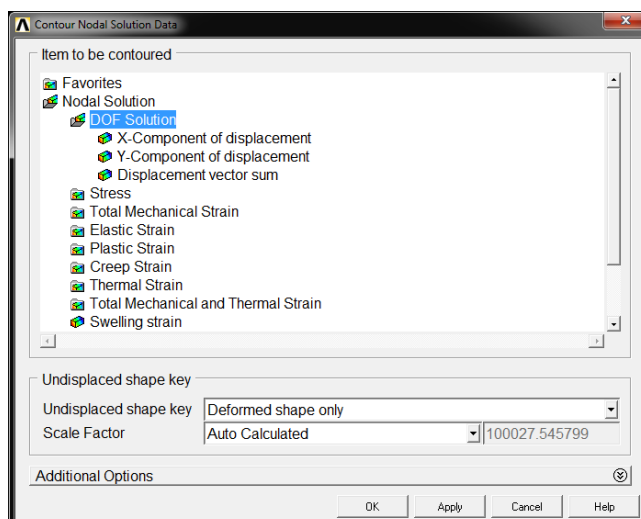 Contour Nodal Solution Data
Item to be contoured
Favorites
Nodal Solution
DOF Solution
X-Component of displacement
Y-Component of displacement
Displacement vector sum
Stress
Total Mechanical Strain
Elastic Strain
Plastic Strain
Creep Strain
Thermal Strain
Total Mechanical and Thermal Strain
Swelling strain
Undisplaced shape key
Undisplaced shape key Deformed shape only
Scale Factor Auto Calculated 100027.545799
Additional Options
OK Apply Cancel Help